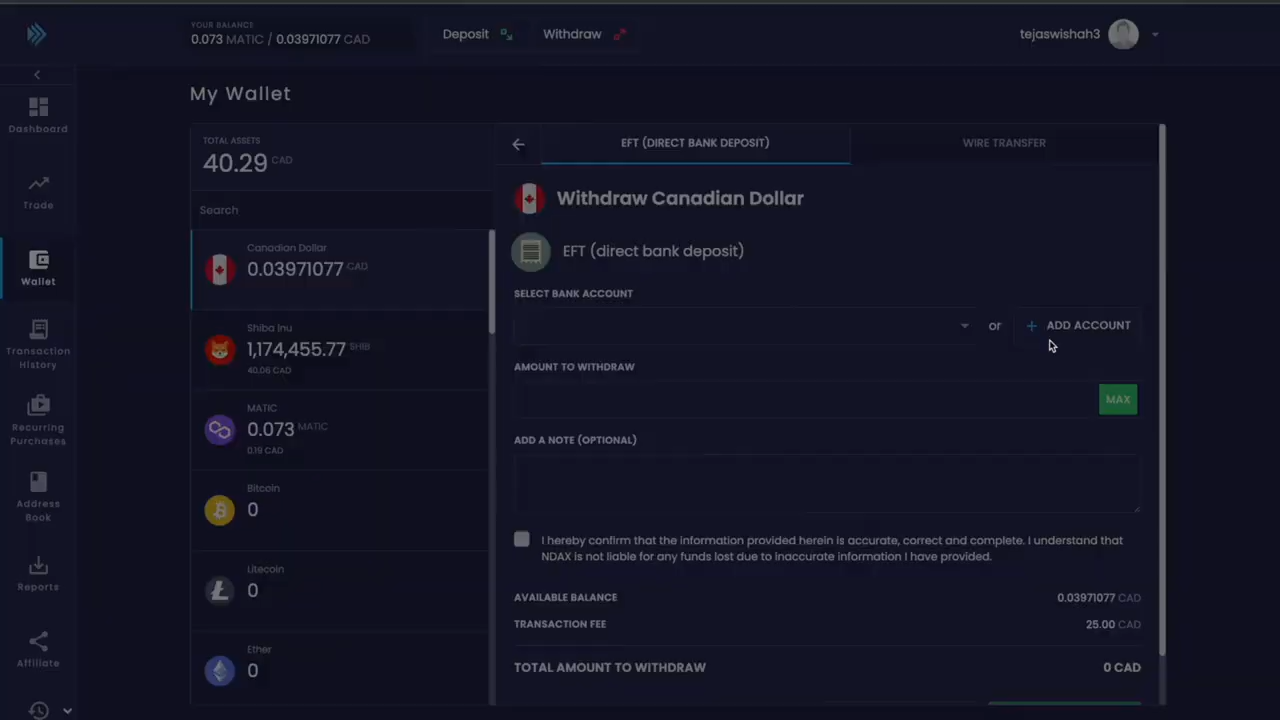 YOUR BALANCE
0.073 MATIC / 0.03971077 CAD
Deposit
Withdraw
tejaswishah3
Dashboard
Trade
Wallet
Transaction
History
Recurring
Purchases
Address
Book
Reports
Affiliate
My Wallet
TOTAL ASSETS
40.29 CAD
Search
Canadian Dollar
0.03971077 CAD
Shiba Inu
1,174,455.77 SHIB
40.06 CAD
MATIC
0.073 MATIC
0.19 CAD
Bitcoin
0
Litecoin
0
Ether
0
EFT (DIRECT BANK DEPOSIT)
WIRE TRANSFER
Withdraw Canadian Dollar
EFT (direct bank deposit)
SELECT BANK ACCOUNT
or
+ ADD ACCOUNT
AMOUNT TO WITHDRAW
MAX
ADD A NOTE (OPTIONAL)
I hereby confirm that the information provided herein is accurate, correct and complete. I understand that
NDAX is not liable for any funds lost due to inaccurate information I have provided.
AVAILABLE BALANCE
0.03971077 CAD
TRANSACTION FEE
25.00 CAD
TOTAL AMOUNT TO WITHDRAW
0 CAD